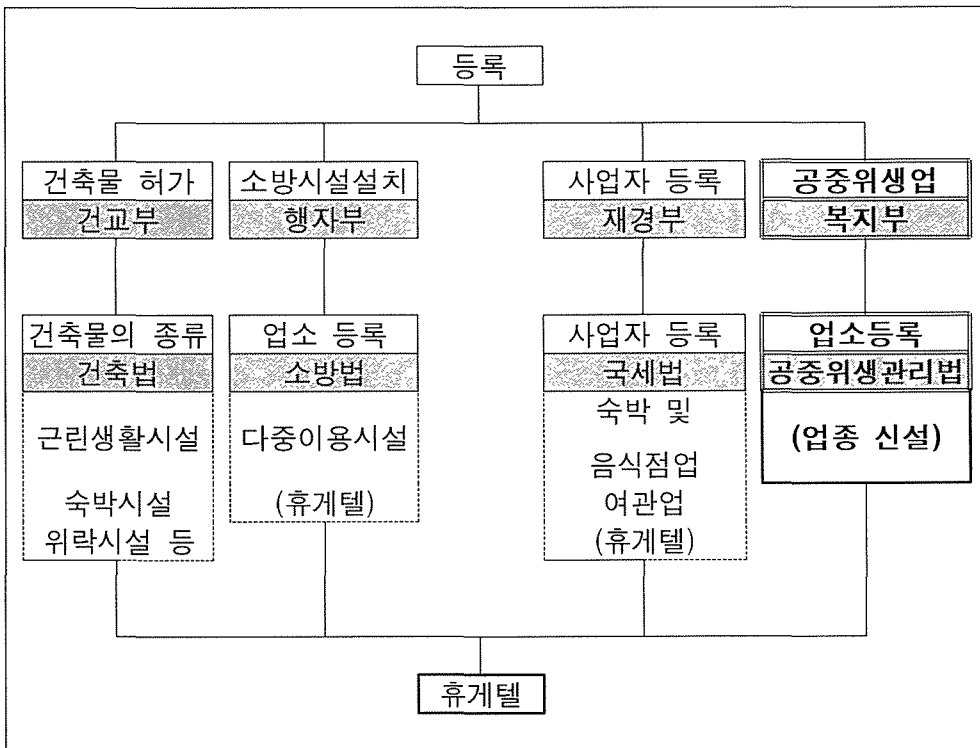 등록
건축물 허가
건교부
소방시설설치
행자부
사업자 등록
재경부
공중위생업
복지부
건축물의 종류
건축법
근린생활시설
숙박시설
위락시설 등
업소 등록
소방법
다중이용시설
(휴게텔)
사업자 등록
국세법
숙박 및
음식점업
여관업
(휴게텔)
업소등록
공중위생관리법
(업종 신설)
휴게텔